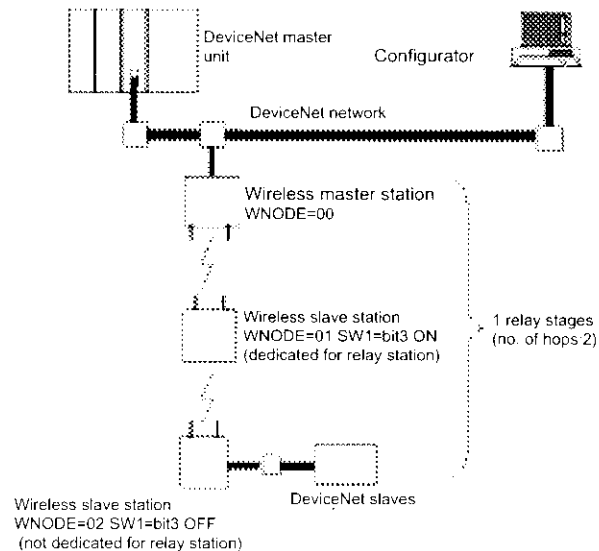 DeviceNet master
unit
Configurator
DeviceNet network
Wireless master station
WNODE=00
Wireless slave station
WNODE=01 SW1=bit3 ON
(dedicated for relay station)
1 relay stages
(no. of hops:2)
DeviceNet slaves
Wireless slave station
WNODE=02 SW1=bit3 OFF
(not dedicated for relay station)